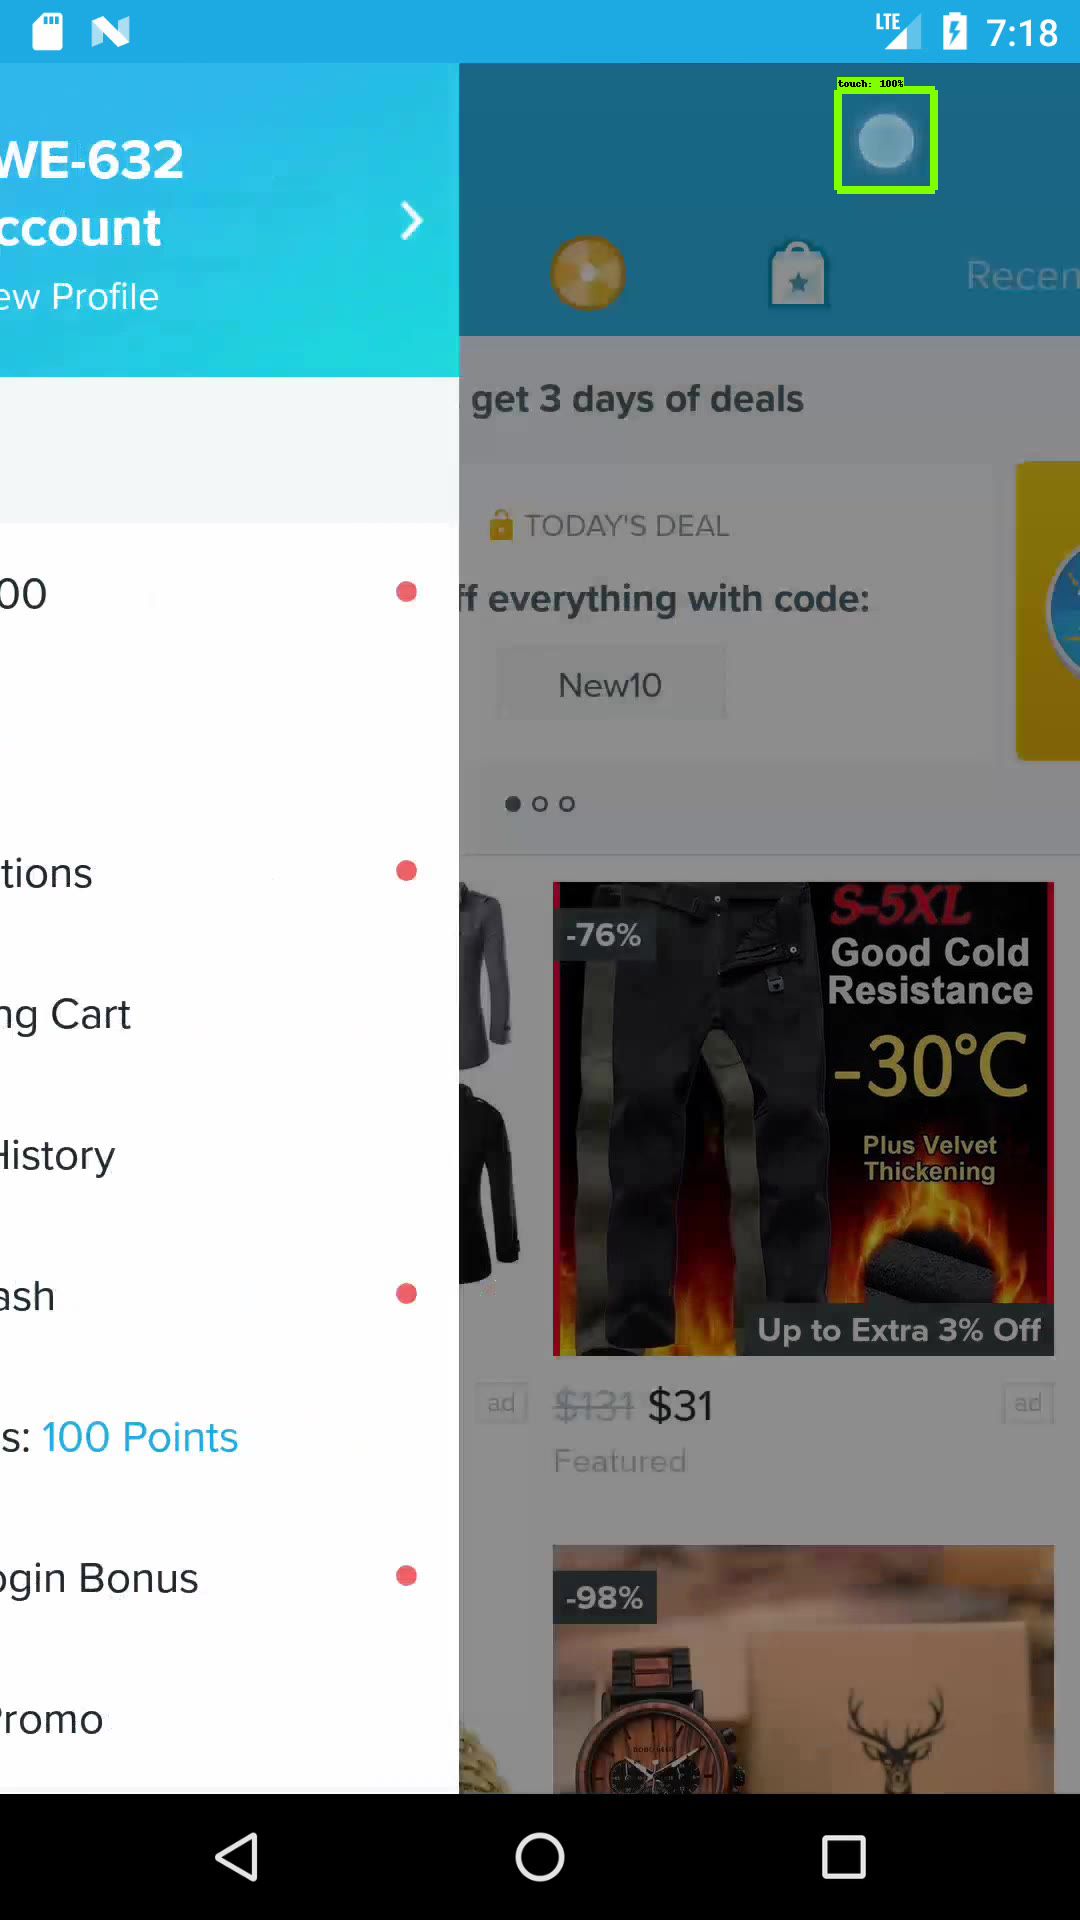 LTE 7:18
touch: 100%
WE-632
ccount
ew Profile
Recen
get 3 days of deals
TODAY'S DEAL
ff everything with code:
New10
00
tions
ng Cart
History
ash
s: 100 Points
ogin Bonus
Promo
-76%
S-5XL
Good Cold
Resistance
-30°C
Plus Velvet
Thickening
Up to Extra 3% Off
ad
$131 $31
ad
Featured
-98%